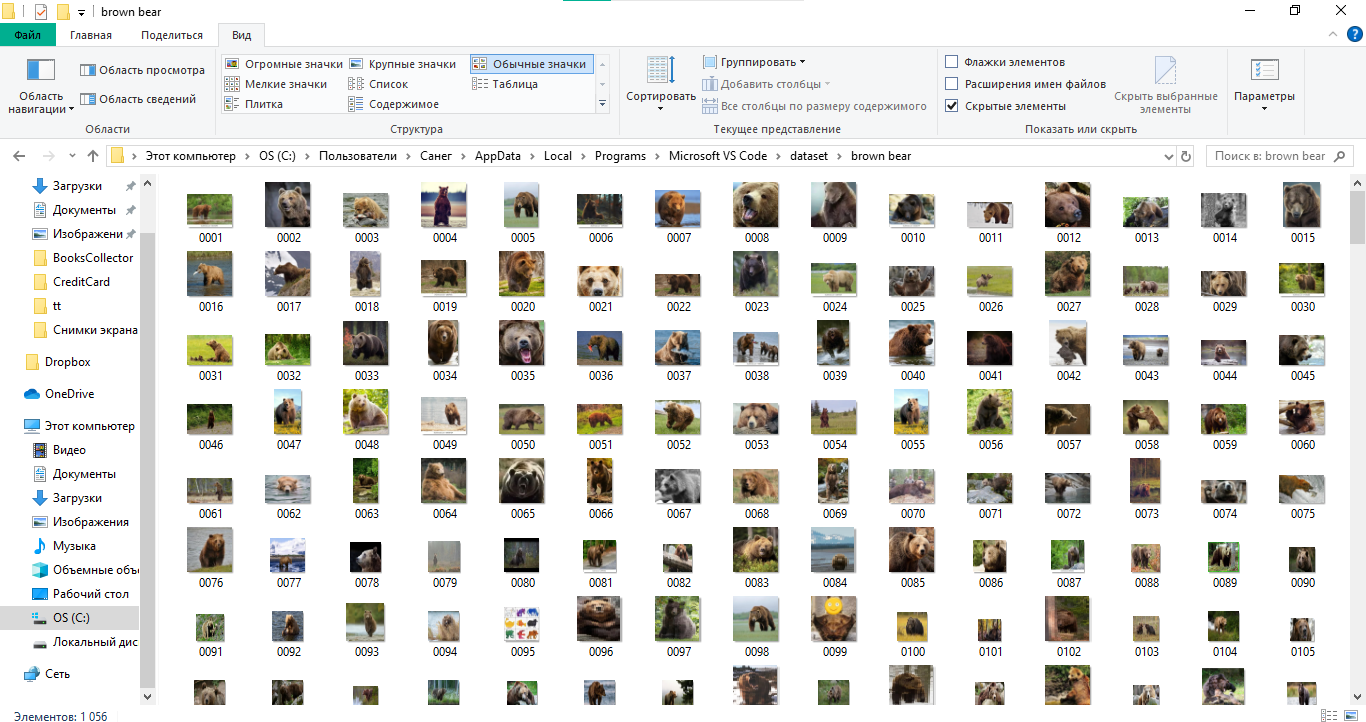 brown bear
Файл Главная Поделиться Вид
Область навигации
Область просмотра
Область сведений
Области
Огромные значки Крупные значки Обычные значки
Мелкие значки Список Таблица
Плитка Содержимое
Структура
Сортировать
Группировать
Добавить столбцы
Все столбцы по размеру содержимого
Текущее представление
Флажки элементов
Расширения имен файлов
Скрытые элементы
Скрыть выбранные элементы
Показать или скрыть
Параметры
Этот компьютер > OS (C:) > Пользователи > Санег > AppData > Local > Programs > Microsoft VS Code > dataset > brown bear
Поиск в: brown bear
Загрузки
Документы
Изображени
BooksCollector
CreditCard
tt
Снимки экрана
Dropbox
OneDrive
Этот компьютер
Видео
Документы
Загрузки
Изображения
Музыка
Объемные объ
Рабочий стол
OS (C:)
Локальный дис
Сеть
0001 0002 0003 0004 0005 0006 0007 0008 0009 0010 0011 0012 0013 0014 0015
0016 0017 0018 0019 0020 0021 0022 0023 0024 0025 0026 0027 0028 0029 0030
0031 0032 0033 0034 0035 0036 0037 0038 0039 0040 0041 0042 0043 0044 0045
0046 0047 0048 0049 0050 0051 0052 0053 0054 0055 0056 0057 0058 0059 0060
0061 0062 0063 0064 0065 0066 0067 0068 0069 0070 0071 0072 0073 0074 0075
0076 0077 0078 0079 0080 0081 0082 0083 0084 0085 0086 0087 0088 0089 0090
0091 0092 0093 0094 0095 0096 0097 0098 0099 0100 0101 0102 0103 0104 0105
Элементов: 1 056